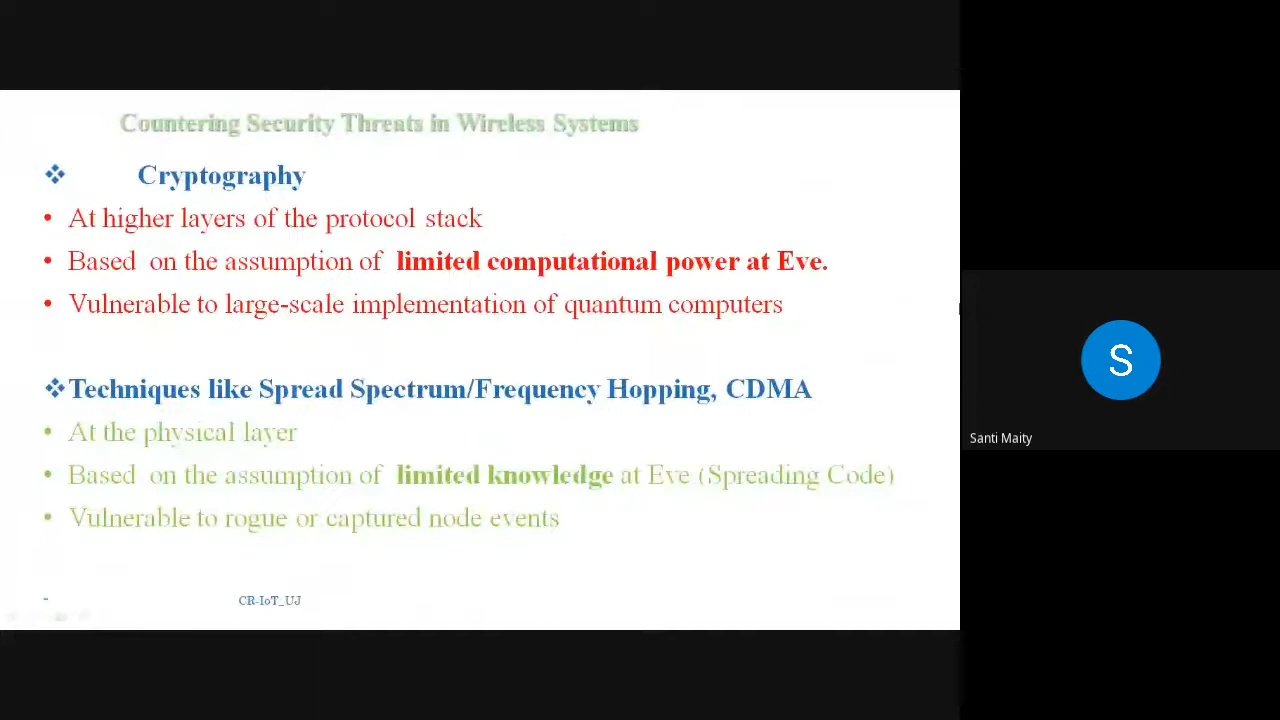 Countering Security Threats in Wireless Systems
❖ Cryptography
• At higher layers of the protocol stack
• Based on the assumption of limited computational power at Eve.
• Vulnerable to large-scale implementation of quantum computers
❖Techniques like Spread Spectrum/Frequency Hopping, CDMA
• At the physical layer
• Based on the assumption of limited knowledge at Eve (Spreading Code)
• Vulnerable to rogue or captured node events
CR-IoT_UJ
S
Santi Maity